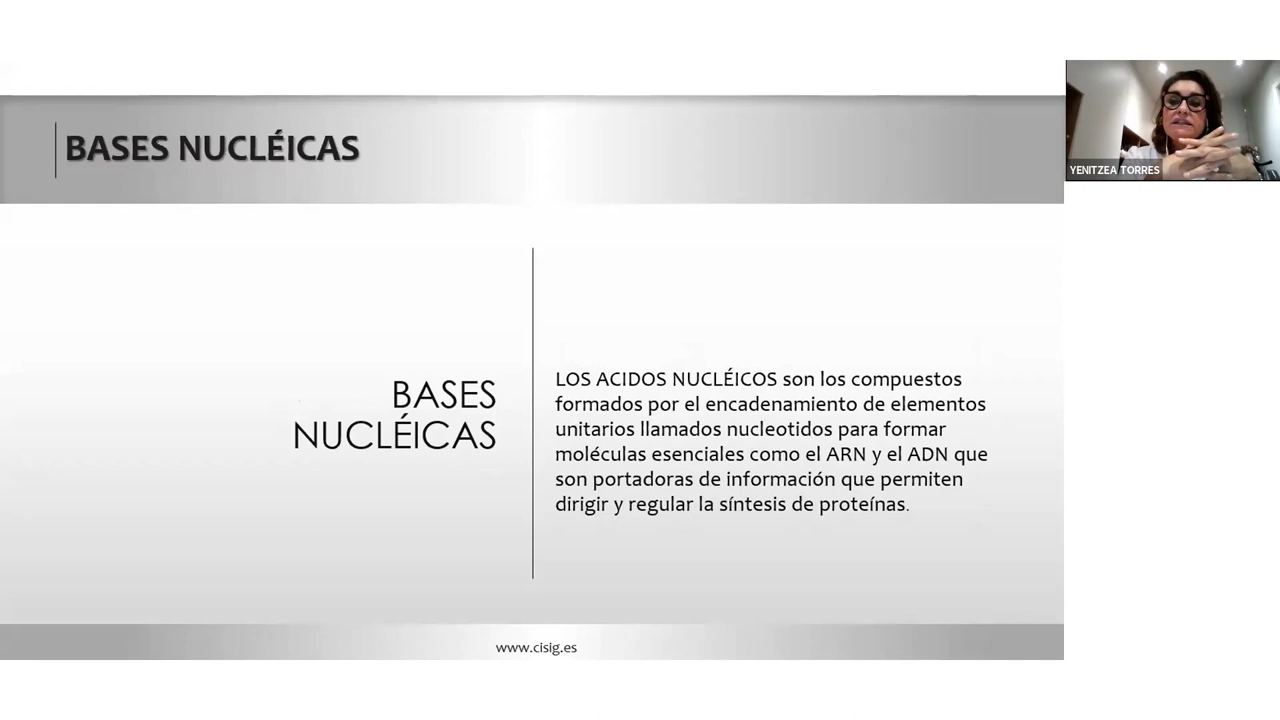 BASES NUCLÉICAS
YENITZEA TORRES
BASES
NUCLÉICAS
LOS ACIDOS NUCLÉICOS son los compuestos
formados por el encadenamiento de elementos
unitarios llamados nucleotidos para formar
moléculas esenciales como el ARN y el ADN que
son portadoras de información que permiten
dirigir y regular la síntesis de proteínas.
www.cisig.es